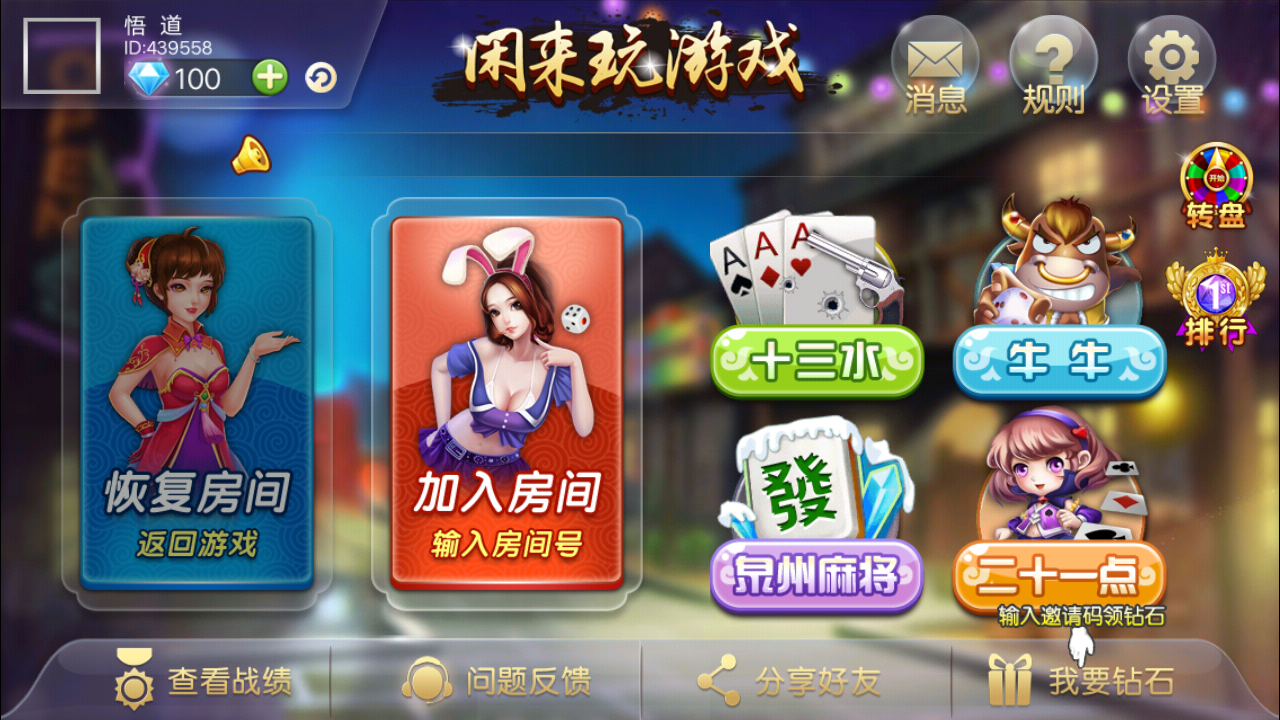 悟 道
ID:439558
100
闲来玩游戏
消息
规则
设置
开始
转盘
1st
排行
恢复房间
返回游戏
加入房间
输入房间号
A
A
A
十三水
牛 牛
發
泉州麻将
二十一点
输入邀请码领钻石
查看战绩
问题反馈
分享好友
我要钻石